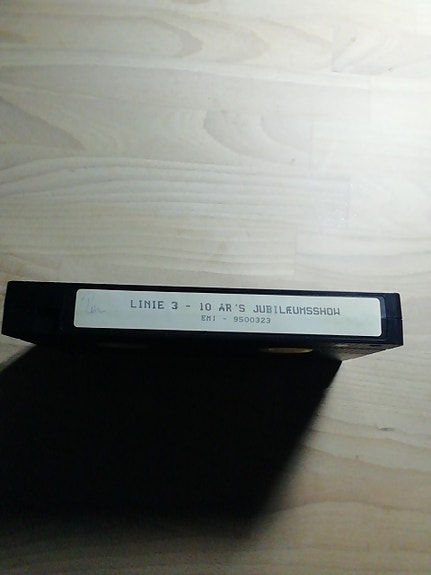 LINIE 3 - 10 ÅR'S JUBILÆUMSSHOW
EMI - 9500323